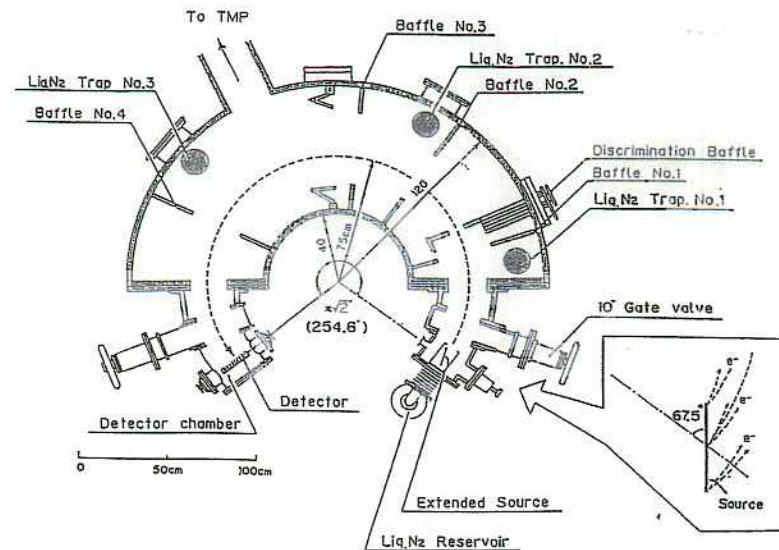 To TMP
Baffle No.3
Liq.N2 Trap No.3
Liq.N2 Trap. No.2
Baffle No.2
Baffle No.4
Discrimination Baffle
Baffle No.1
Liq.N2 Trap. No.1
120
75cm
40
π√2
(254.6°)
10" Gate valve
Detector
Detector chamber
0 50cm 100cm
Extended Source
Liq.N2 Reservoir
e-
e-
67.5
e-
Source